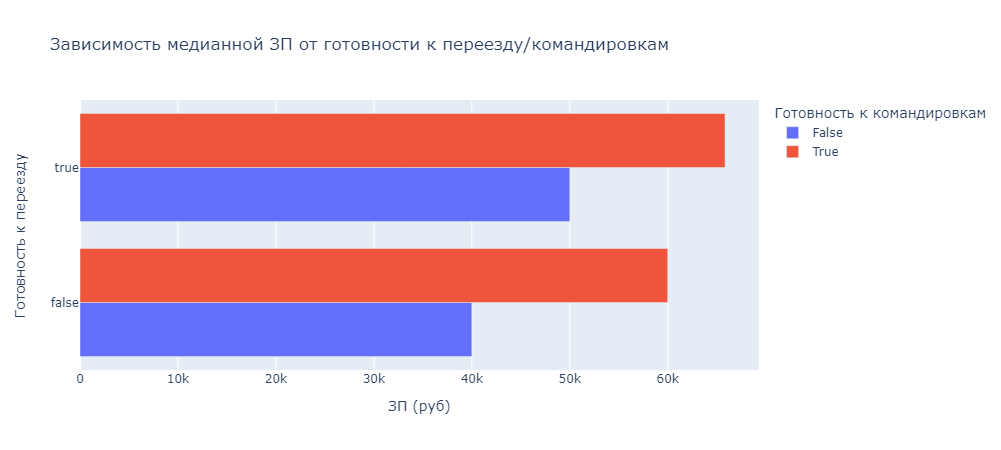 Зависимость медианной ЗП от готовности к переезду/командировкам
Готовность к командировкам
False
True
Готовность к переезду
true
false
0 10k 20k 30k 40k 50k 60k
ЗП (руб)